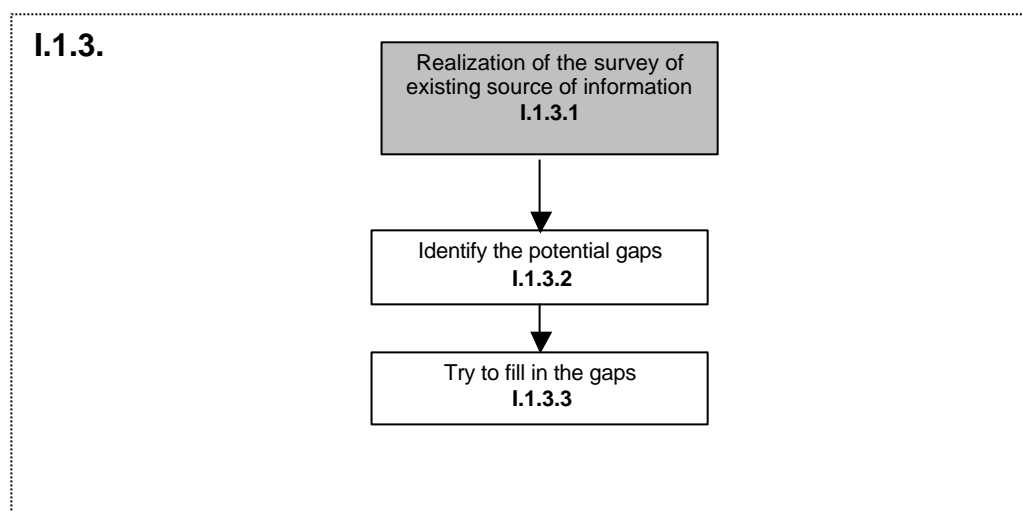 I.1.3.
Realization of the survey of
existing source of information
I.1.3.1
Identify the potential gaps
I.1.3.2
Try to fill in the gaps
I.1.3.3